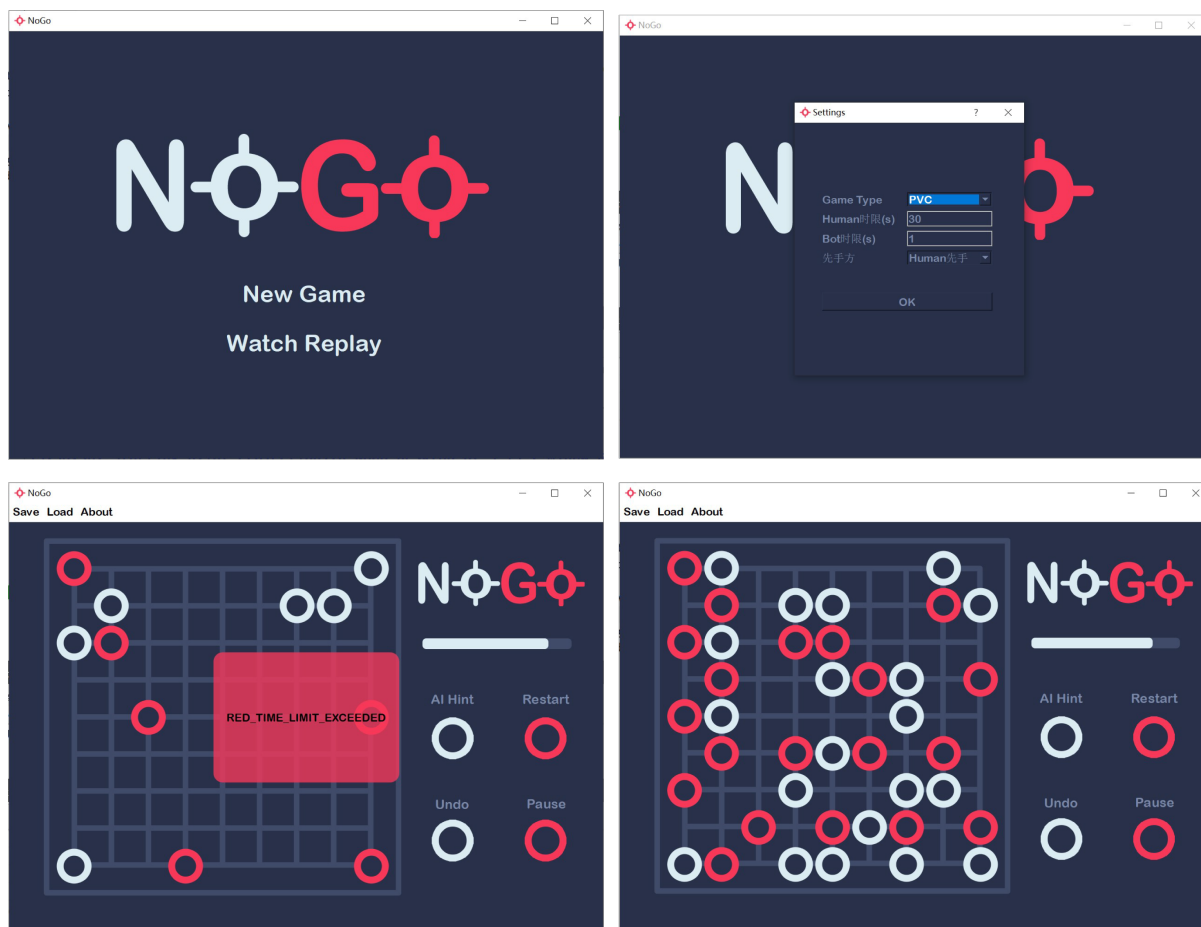 NoGo
NoGo
New Game
Watch Replay
NoGo
N
Settings
?
Game Type PVC
Human时限(s) 30
Bot时限(s) 1
先手方 Human先手
OK
NoGo
Save Load About
NoGo
AI Hint Restart
RED_TIME_LIMIT_EXCEEDED
Undo Pause
NoGo
Save Load About
NoGo
AI Hint Restart
Undo Pause